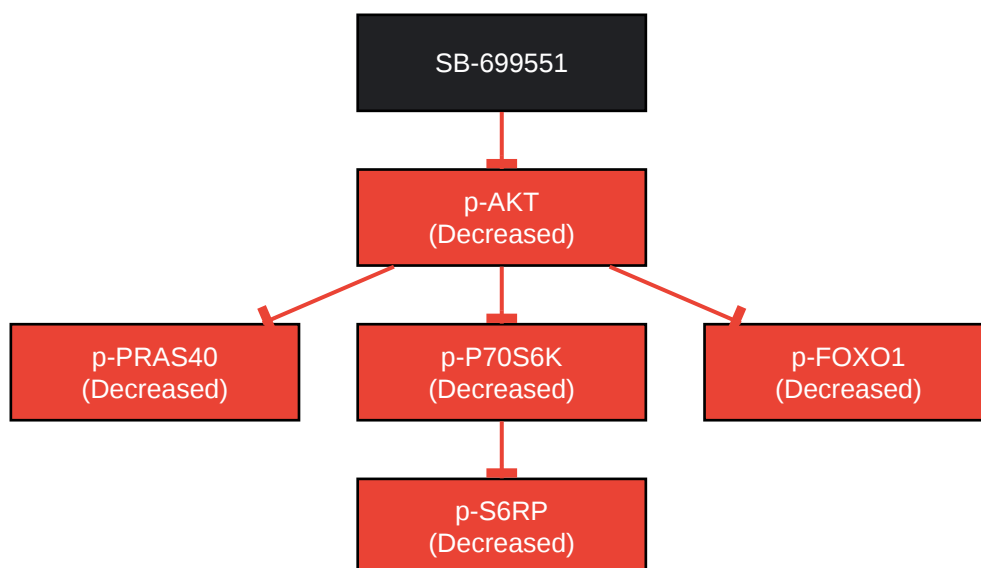 SB-699551
p-AKT
(Decreased)
p-PRAS40
(Decreased)
p-P70S6K
(Decreased)
p-FOXO1
(Decreased)
p-S6RP
(Decreased)